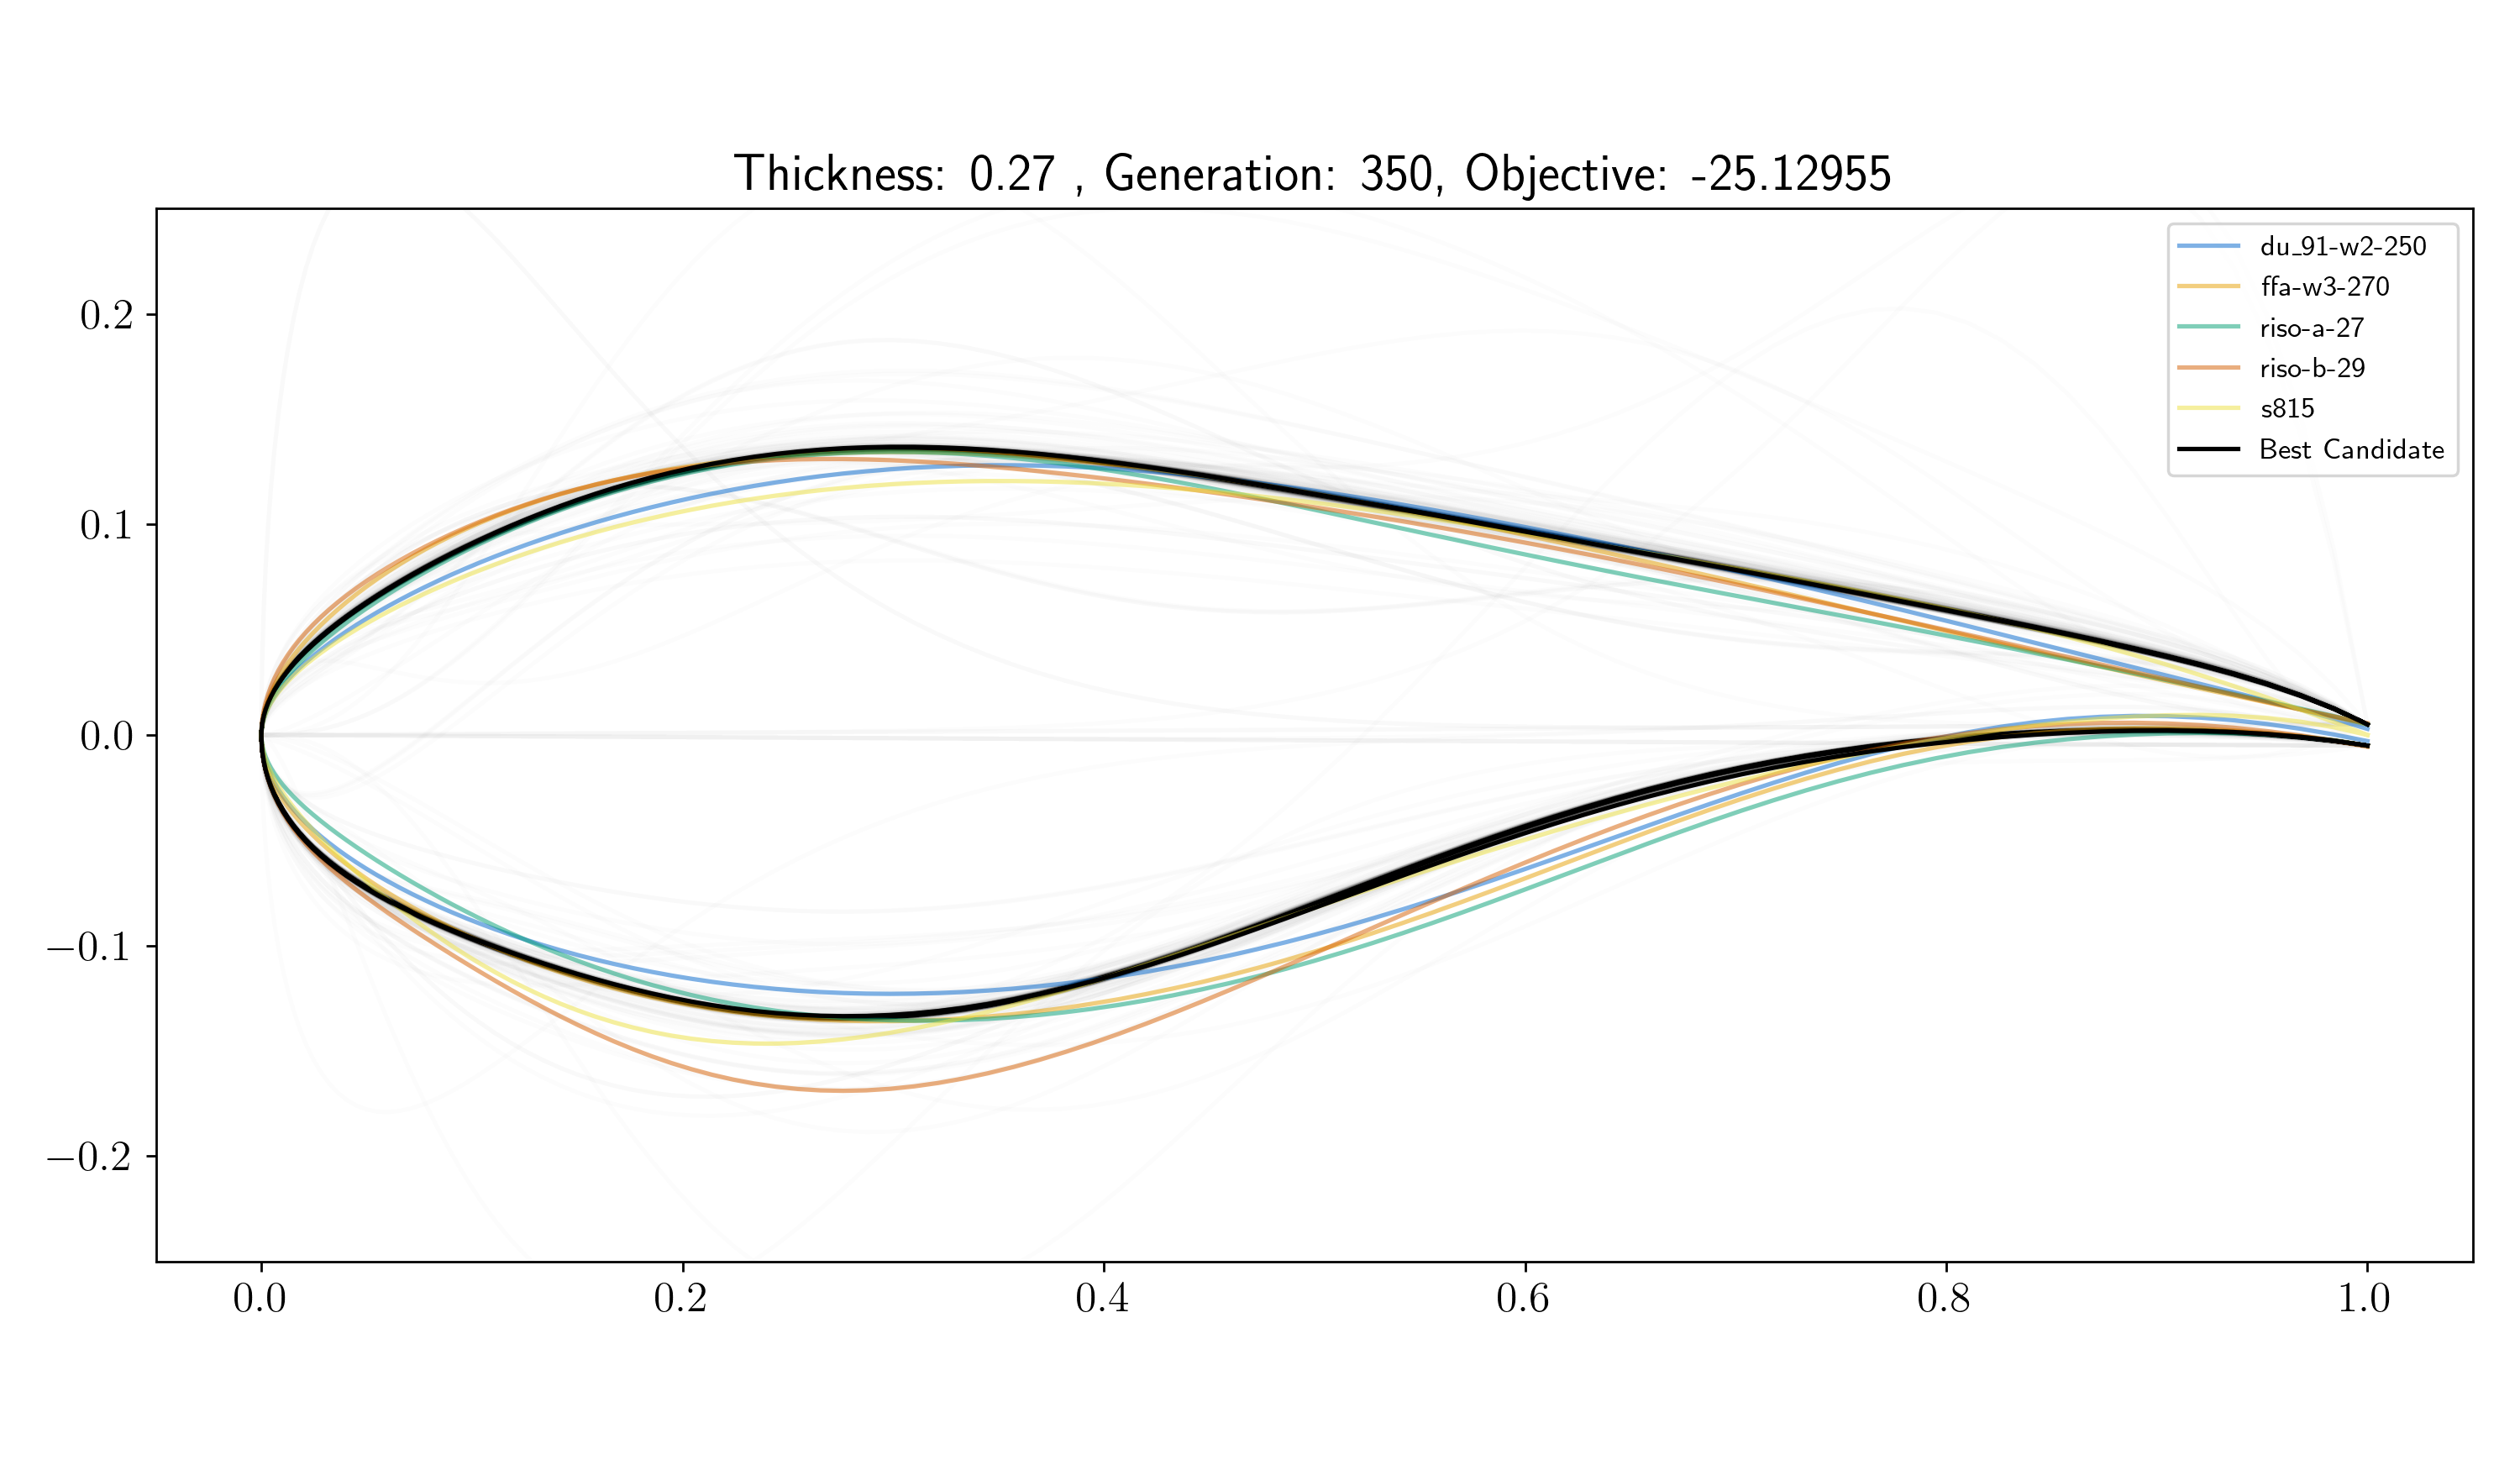 Thickness: 0.27 , Generation: 350, Objective: -25.12955
du_91-w2-250
ffa-w3-270
riso-a-27
riso-b-29
s815
Best Candidate
0.2
0.1
0.0
−0.1
−0.2
0.0 0.2 0.4 0.6 0.8 1.0